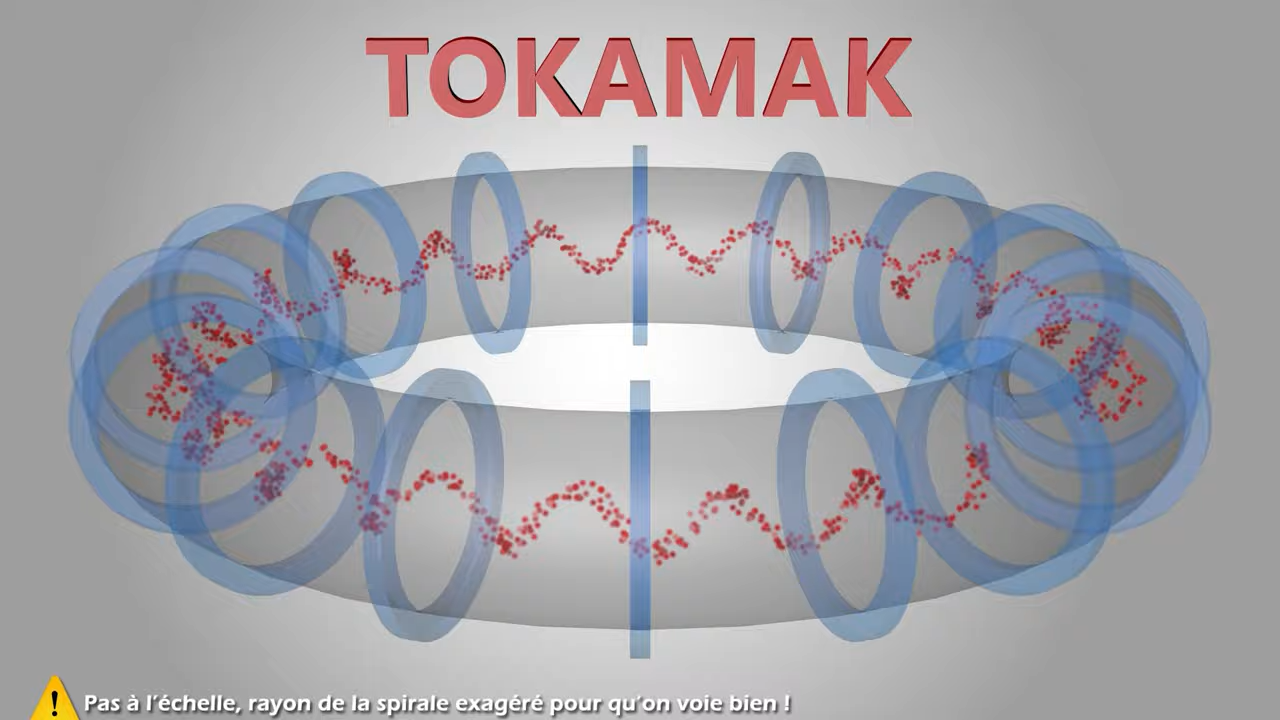 TOKAMAK
Pas à l'échelle, rayon de la spirale exagéré pour qu'on voie bien !